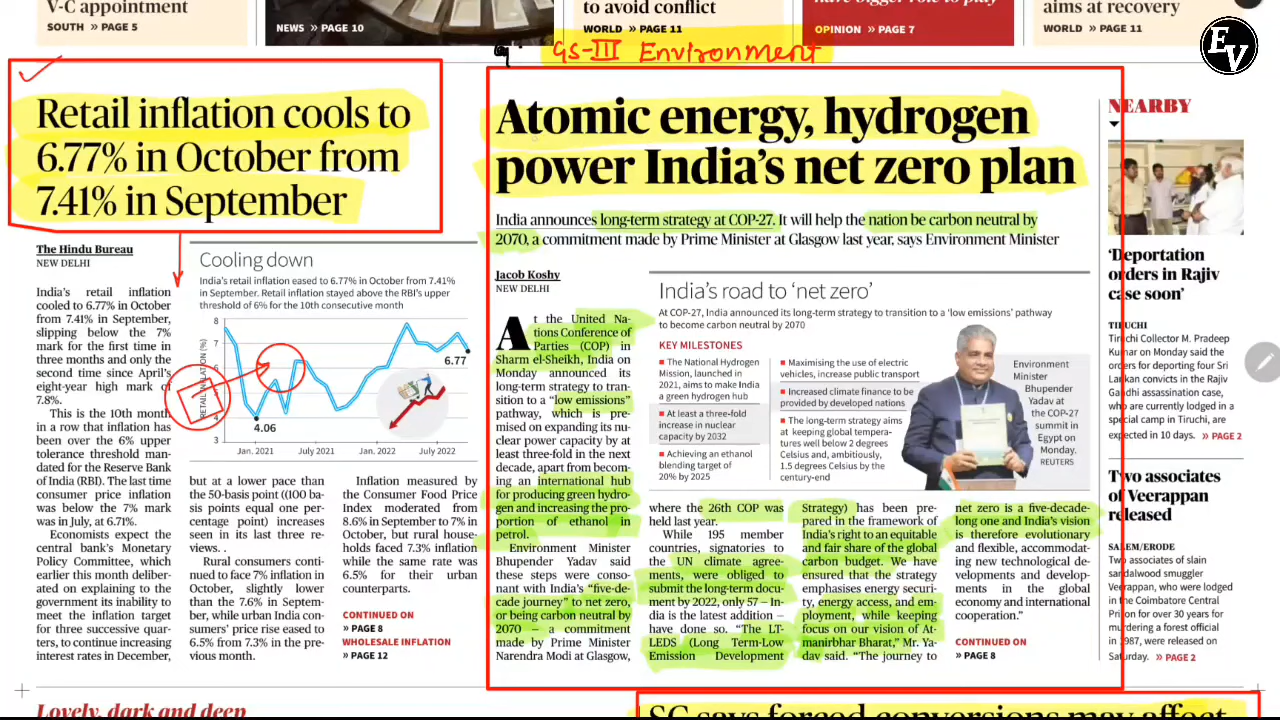 V-C appointment
SOUTH » PAGE 5
NEWS » PAGE 10
to avoid conflict
WORLD » PAGE 11
have bigger role to play
OPINION » PAGE 7
aims at recovery
WORLD » PAGE 11
EV
GS-III Environment
Retail inflation cools to
6.77% in October from
7.41% in September
The Hindu Bureau
NEW DELHI
India's retail inflation
cooled to 6.77% in October
from 7.41% in September,
slipping below the 7%
mark for the first time in
three months and only the
second time since April's
eight-year high mark of
7.8%.
This is the 10th month
in a row that inflation has
been over the 6% upper
tolerance threshold man-
dated for the Reserve Bank
of India (RBI). The last time
consumer price inflation
was below the 7% mark
was in July, at 6.71%.
Economists expect the
central bank's Monetary
Policy Committee, which
earlier this month deliber-
ated on explaining to the
government its inability to
meet the inflation target
for three successive quar-
ters, to continue increasing
interest rates in December,
Cooling down
India's retail inflation eased to 6.77% in October from 7.41%
in September. Retail inflation stayed above the RBI's upper
threshold of 6% for the 10th consecutive month
RETAIL INFLATION (%)
8
7
6
5
4
3
4.06
6.77
Jan. 2021
July 2021
Jan. 2022
July 2022
but at a lower pace than
the 50-basis point ((100 ba-
sis points equal one per-
centage point) increases
seen in its last three re-
views. .
Rural consumers conti-
nued to face 7% inflation in
October, slightly lower
than the 7.6% in Septem-
ber, while urban India con-
sumers' price rise eased to
6.5% from 7.3% in the pre-
vious month.
Inflation measured by
the Consumer Food Price
Index moderated from
8.6% in September to 7% in
October, but rural house-
holds faced 7.3% inflation
while the same rate was
6.5% for their urban
counterparts.
CONTINUED ON
» PAGE 8
WHOLESALE INFLATION
» PAGE 12
Atomic energy, hydrogen
power India's net zero plan
India announces long-term strategy at COP-27. It will help the nation be carbon neutral by
2070, a commitment made by Prime Minister at Glasgow last year, says Environment Minister
Jacob Koshy
NEW DELHI
At the United Na-
tions Conference of
Parties (COP) in
Sharm el-Sheikh, India on
Monday announced its
long-term strategy to tran-
sition to a "low emissions"
pathway, which is pre-
mised on expanding its nu-
clear power capacity by at
least three-fold in the next
decade, apart from becom-
ing an international hub
for producing green hydro-
gen and increasing the pro-
portion of ethanol in
petrol.
Environment Minister
Bhupender Yadav said
these steps were conso-
nant with India's "five-de-
cade journey" to net zero,
or being carbon neutral by
2070 – a commitment
made by Prime Minister
Narendra Modi at Glasgow,
India's road to 'net zero'
At COP-27, India announced its long-term strategy to transition to a 'low emissions' pathway
to become carbon neutral by 2070
KEY MILESTONES
The National Hydrogen
Mission, launched in
2021, aims to make India
a green hydrogen hub
At least a three-fold
increase in nuclear
capacity by 2032
Achieving an ethanol
blending target of
20% by 2025
Maximising the use of electric
vehicles, increase public transport
Increased climate finance to be
provided by developed nations
The long-term strategy aims
at keeping global tempera-
tures well below 2 degrees
Celsius and, ambitiously,
1.5 degrees Celsius by the
century-end
Environment
Minister
Bhupender
Yadav at
the COP-27
summit in
Egypt on
Monday.
REUTERS
where the 26th COP was
held last year.
While 195 member
countries, signatories to
the UN climate agree-
ments, were obliged to
submit the long-term doc-
ument by 2022, only 57 – In-
dia is the latest addition –
have done so. "The LT-
LEDS (Long Term-Low
Emission Development
Strategy) has been pre-
pared in the framework of
India's right to an equitable
and fair share of the global
carbon budget. We have
ensured that the strategy
emphasises energy securi-
ty, energy access, and em-
ployment, while keeping
focus on our vision of At-
manirbhar Bharat," Mr. Ya-
dav said. "The journey to
net zero is a five-decade-
long one and India's vision
is therefore evolutionary
and flexible, accommodat-
ing new technological de-
velopments and develop-
ments in the global
economy and international
cooperation."
CONTINUED ON
» PAGE 8
NEARBY
'Deportation
orders in Rajiv
case soon'
TIRUCHI
Tiruchi Collector M. Pradeep
Kumar on Monday said the
orders for deporting four Sri
Lankan convicts in the Rajiv
Gandhi assassination case,
who are currently lodged in a
special camp in Tiruchi, are
expected in 10 days. » PAGE 2
Two associates
of Veerappan
released
SALEM/ERODE
Two associates of slain
sandalwood smuggler
Veerappan, who were lodged
in the Coimbatore Central
Prison for over 30 years for
murdering a forest official
in 1987, were released on
Saturday. » PAGE 2
Lovely, dark and deep
SC says forced conversions may affect